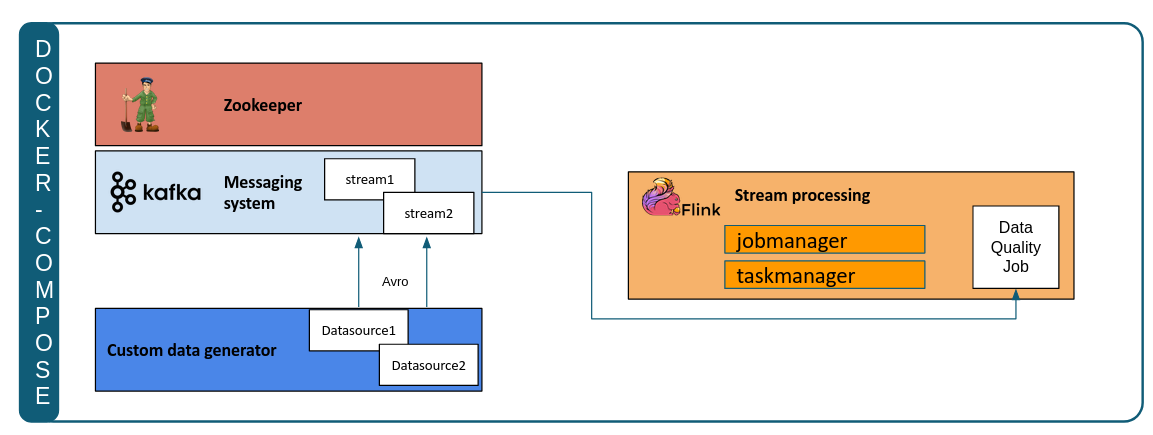 DOCKER-COMPOSE
Zookeeper
kafka
Messaging
system
stream1
stream2
Avro
Custom data generator
Datasource1
Datasource2
Flink
Stream processing
jobmanager
taskmanager
Data
Quality
Job